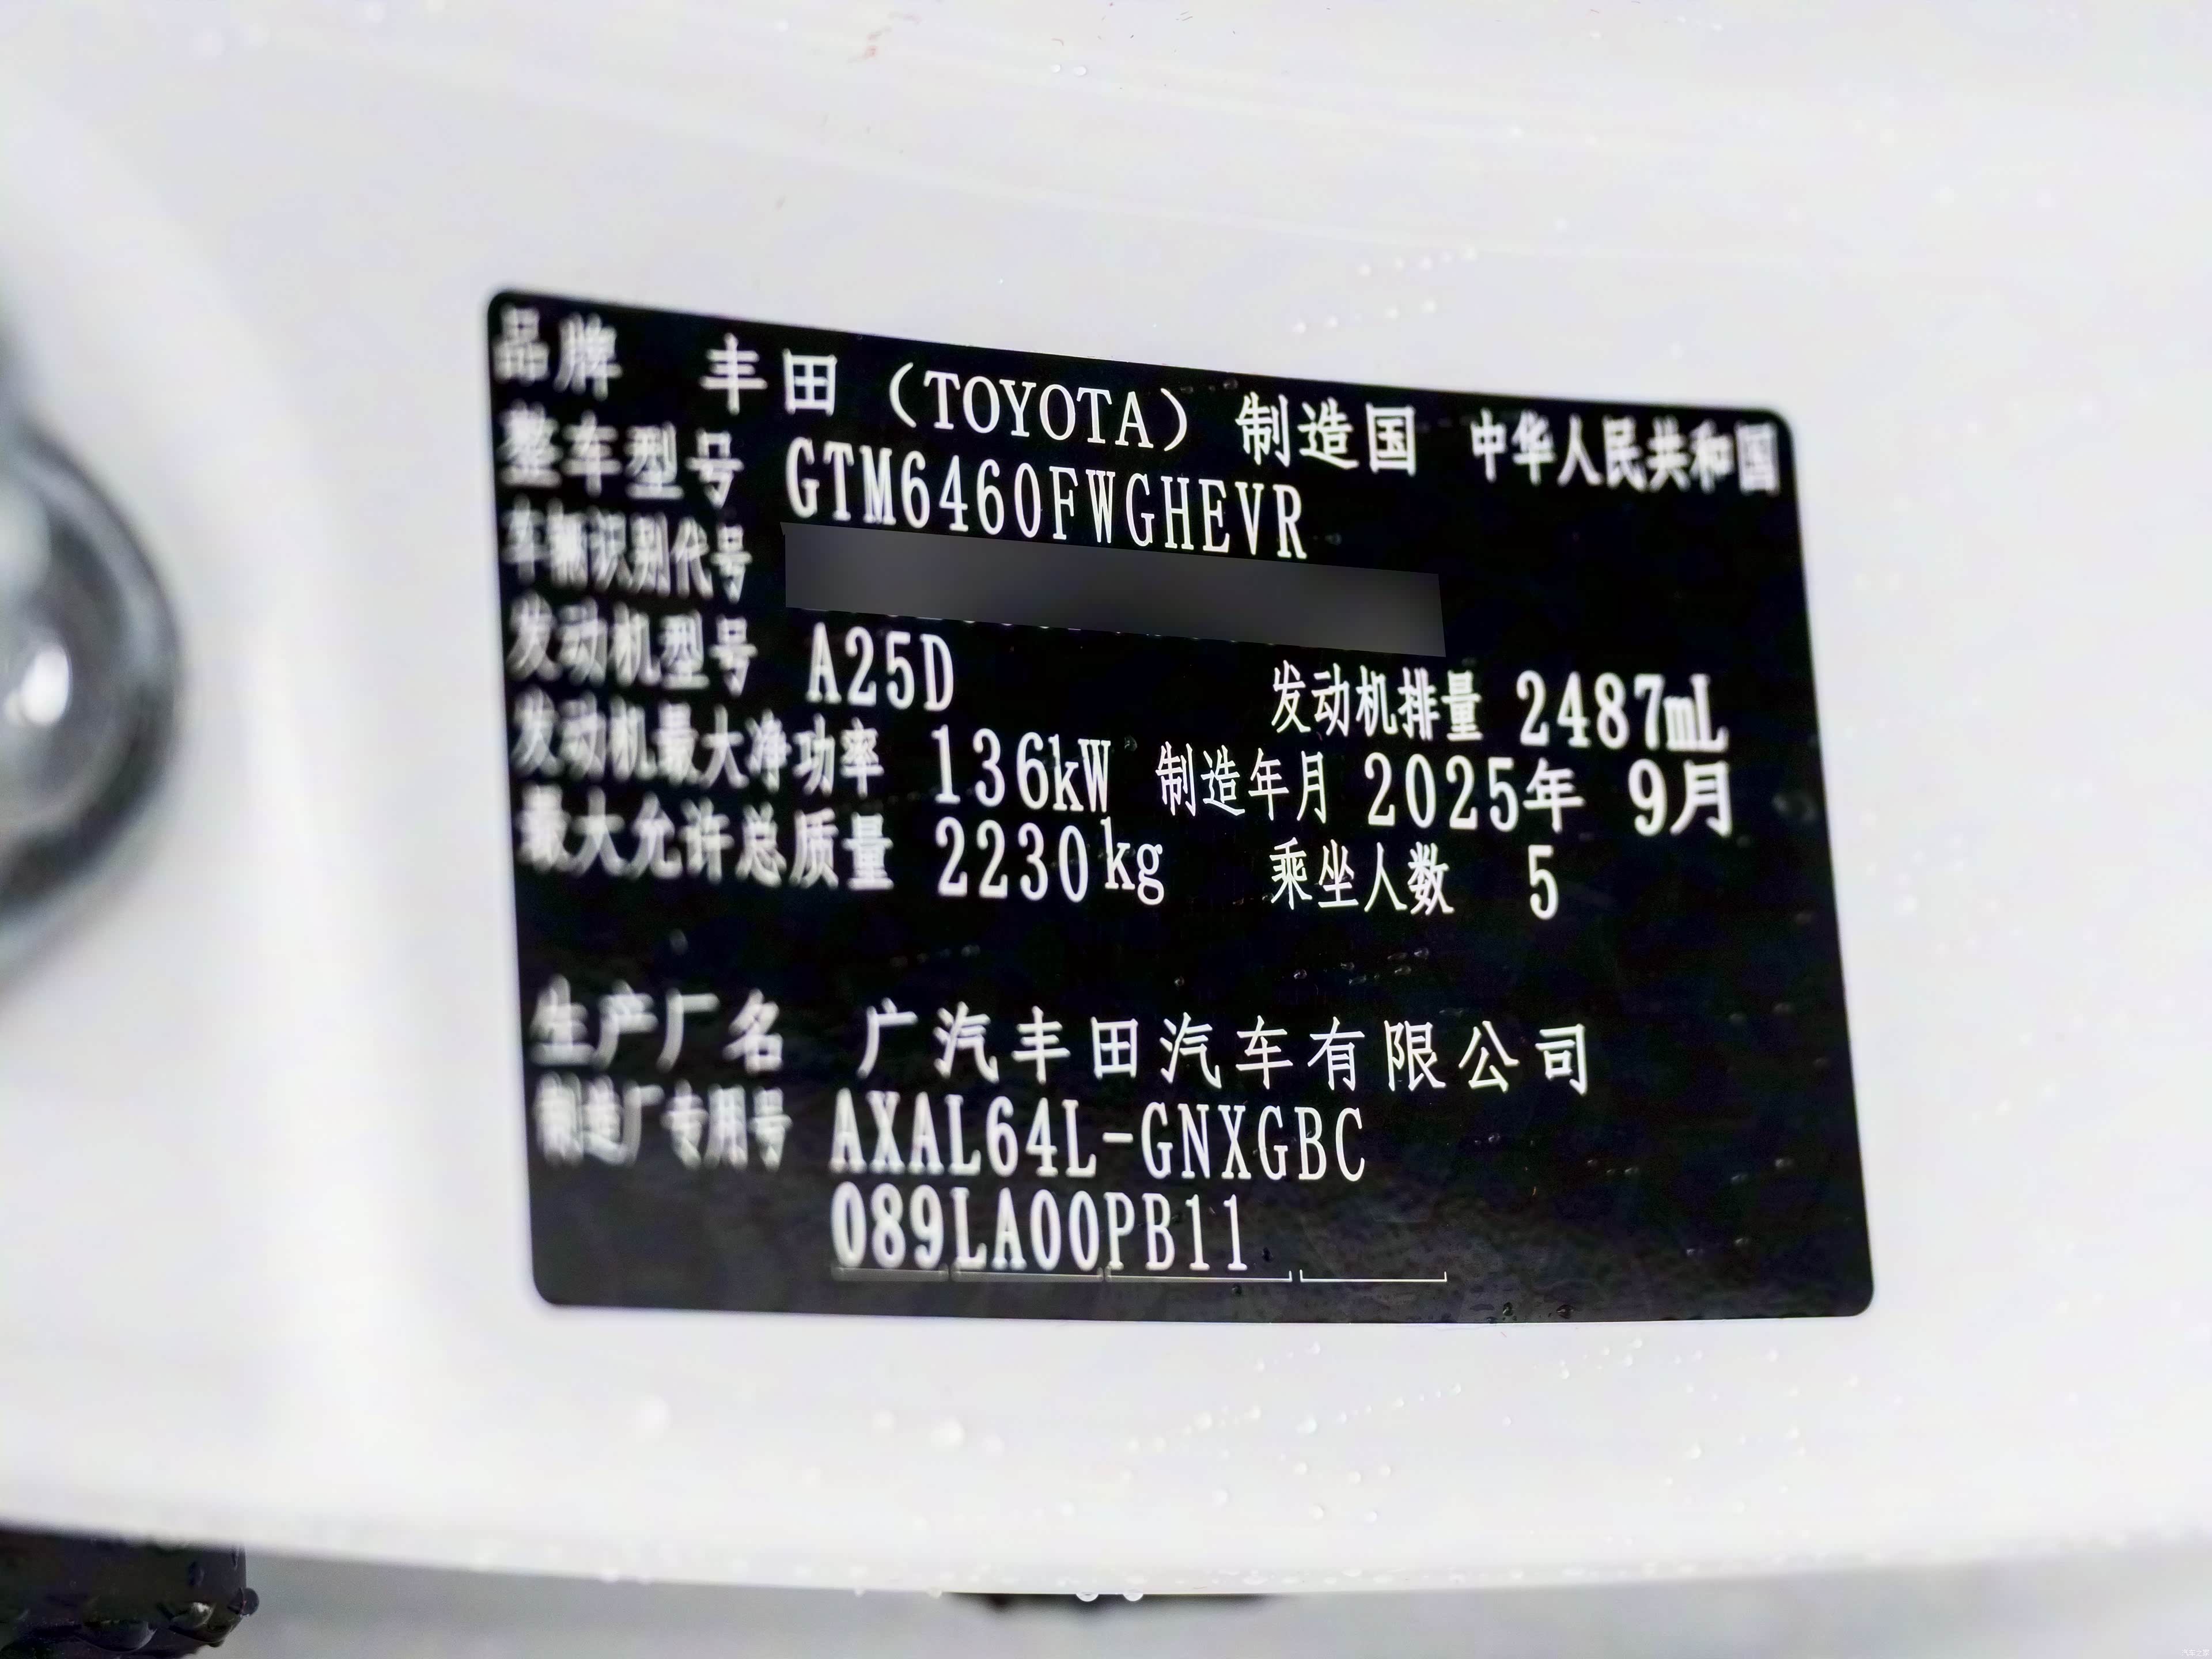 品牌 丰田（TOYOTA）制造国 中华人民共和国
整车型号 GTM6460FWGHEVR
车辆识别代号
发动机型号 A25D 发动机排量 2487mL
发动机最大净功率 136kW 制造年月 2025年 9月
最大允许总质量 2230kg 乘坐人数 5
生产厂名 广汽丰田汽车有限公司
制造厂专用号 AXAL64L-GNXGBC
089LA00PB11